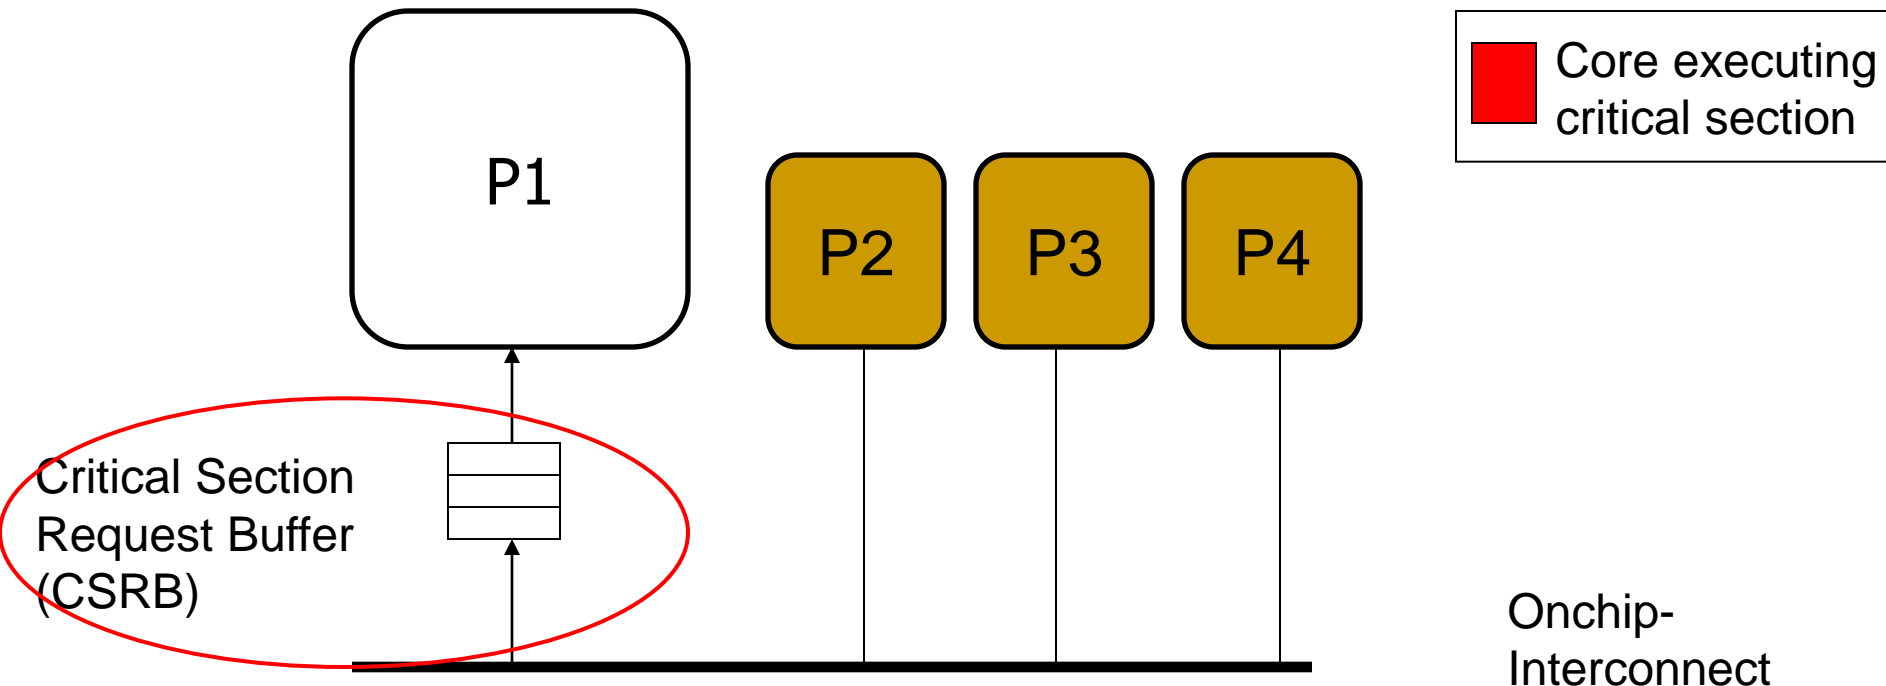 P1
P2
P3
P4
Core executing
critical section
Critical Section
Request Buffer
(CSRB)
Onchip-
Interconnect